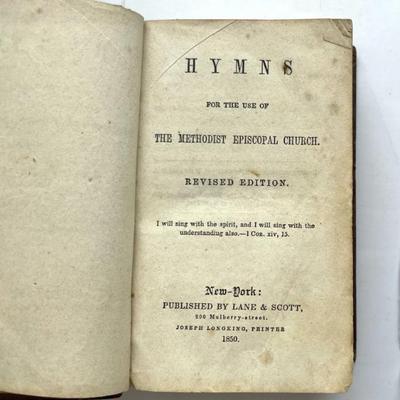 HYMNS
FOR THE USE OF
THE METHODIST EPISCOPAL CHURCH.
REVISED EDITION.
I will sing with the spirit, and I will sing with the
understanding also.—1 Cor. xiv, 15.
New-York:
PUBLISHED BY LANE & SCOTT,
200 Mulberry-street.
JOSEPH LONGKING, PRINTER
1850.